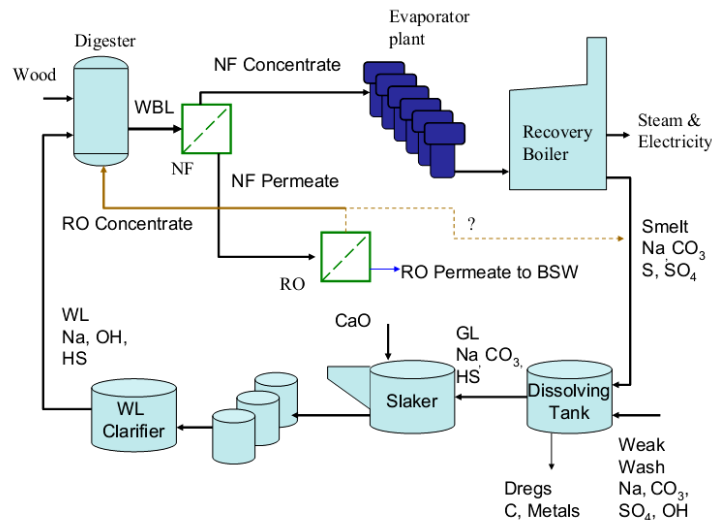 Evaporator
plant
Digester
NF Concentrate
Wood
WBL
NF
Recovery
Boiler
Steam &
Electricity
NF Permeate
RO Concentrate
?
Smelt
Na, CO3
S, SO4
RO
RO Permeate to BSW
WL
Na, OH,
HS
CaO
GL
Na, CO3,
HS
WL
Clarifier
Slaker
Dissolving
Tank
Weak
Wash
Na, CO3,
SO4, OH
Dregs
C, Metals